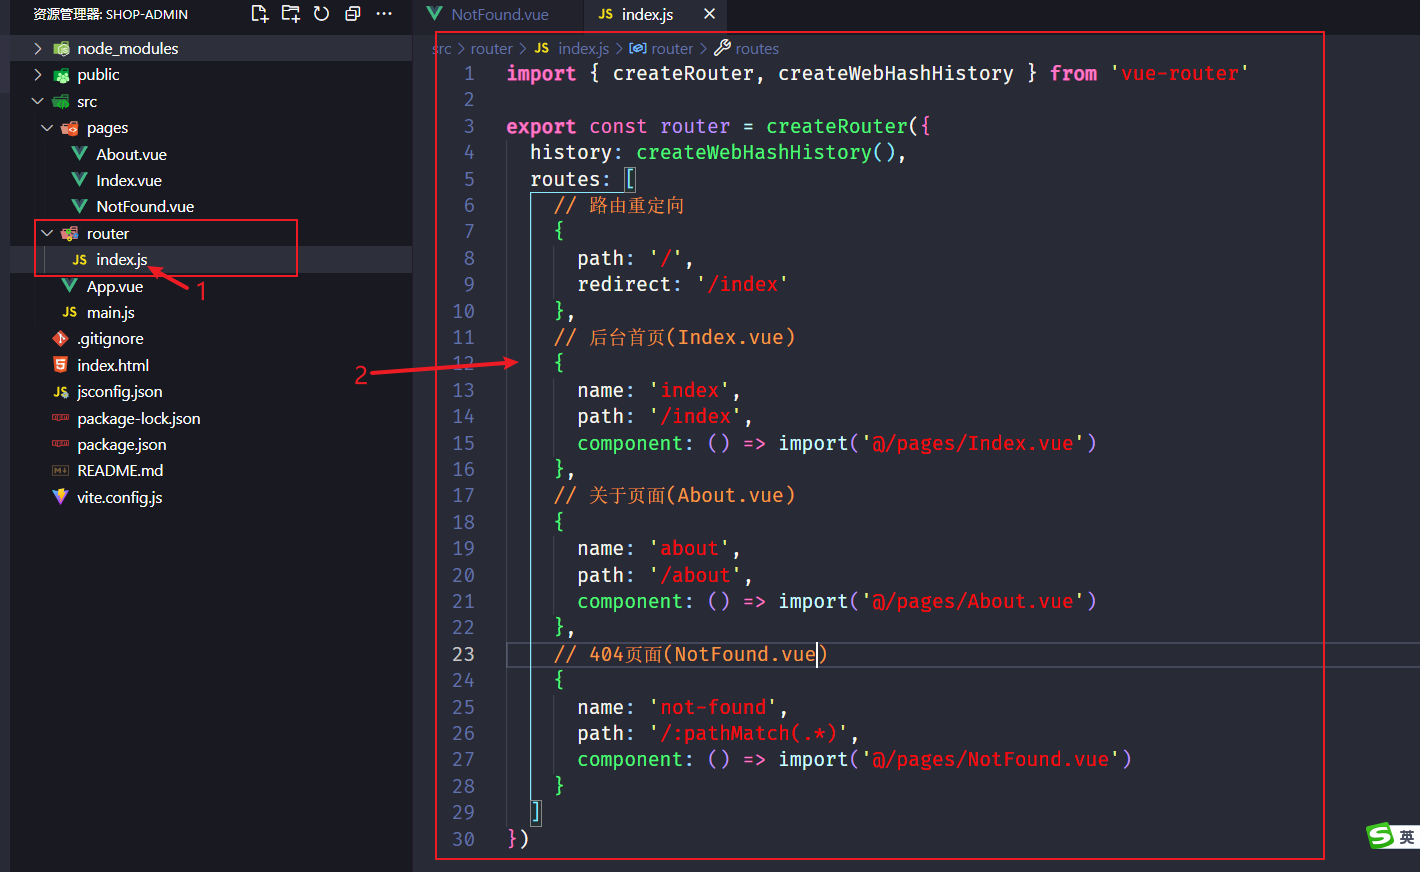 资源管理器: SHOP-ADMIN
node_modules
public
src
pages
About.vue
Index.vue
NotFound.vue
router
JS index.js
1
App.vue
JS main.js
.gitignore
index.html
JS jsconfig.json
package-lock.json
package.json
README.md
vite.config.js
NotFound.vue
JS index.js
src > router > JS index.js > router > routes
1 import { createRouter, createWebHashHistory } from 'vue-router'
2
3 export const router = createRouter({
4 history: createWebHashHistory(),
5 routes: [
6 // 路由重定向
7 {
8 path: '/',
9 redirect: '/index'
10 },
11 // 后台首页(Index.vue)
12 {
2
13 name: 'index',
14 path: '/index',
15 component: () => import('@/pages/Index.vue')
16 },
17 // 关于页面(About.vue)
18 {
19 name: 'about',
20 path: '/about',
21 component: () => import('@/pages/About.vue')
22 },
23 // 404页面(NotFound.vue)
24 {
25 name: 'not-found',
26 path: '/:pathMatch(.*)',
27 component: () => import('@/pages/NotFound.vue')
28 }
29 ]
30 })
S 英